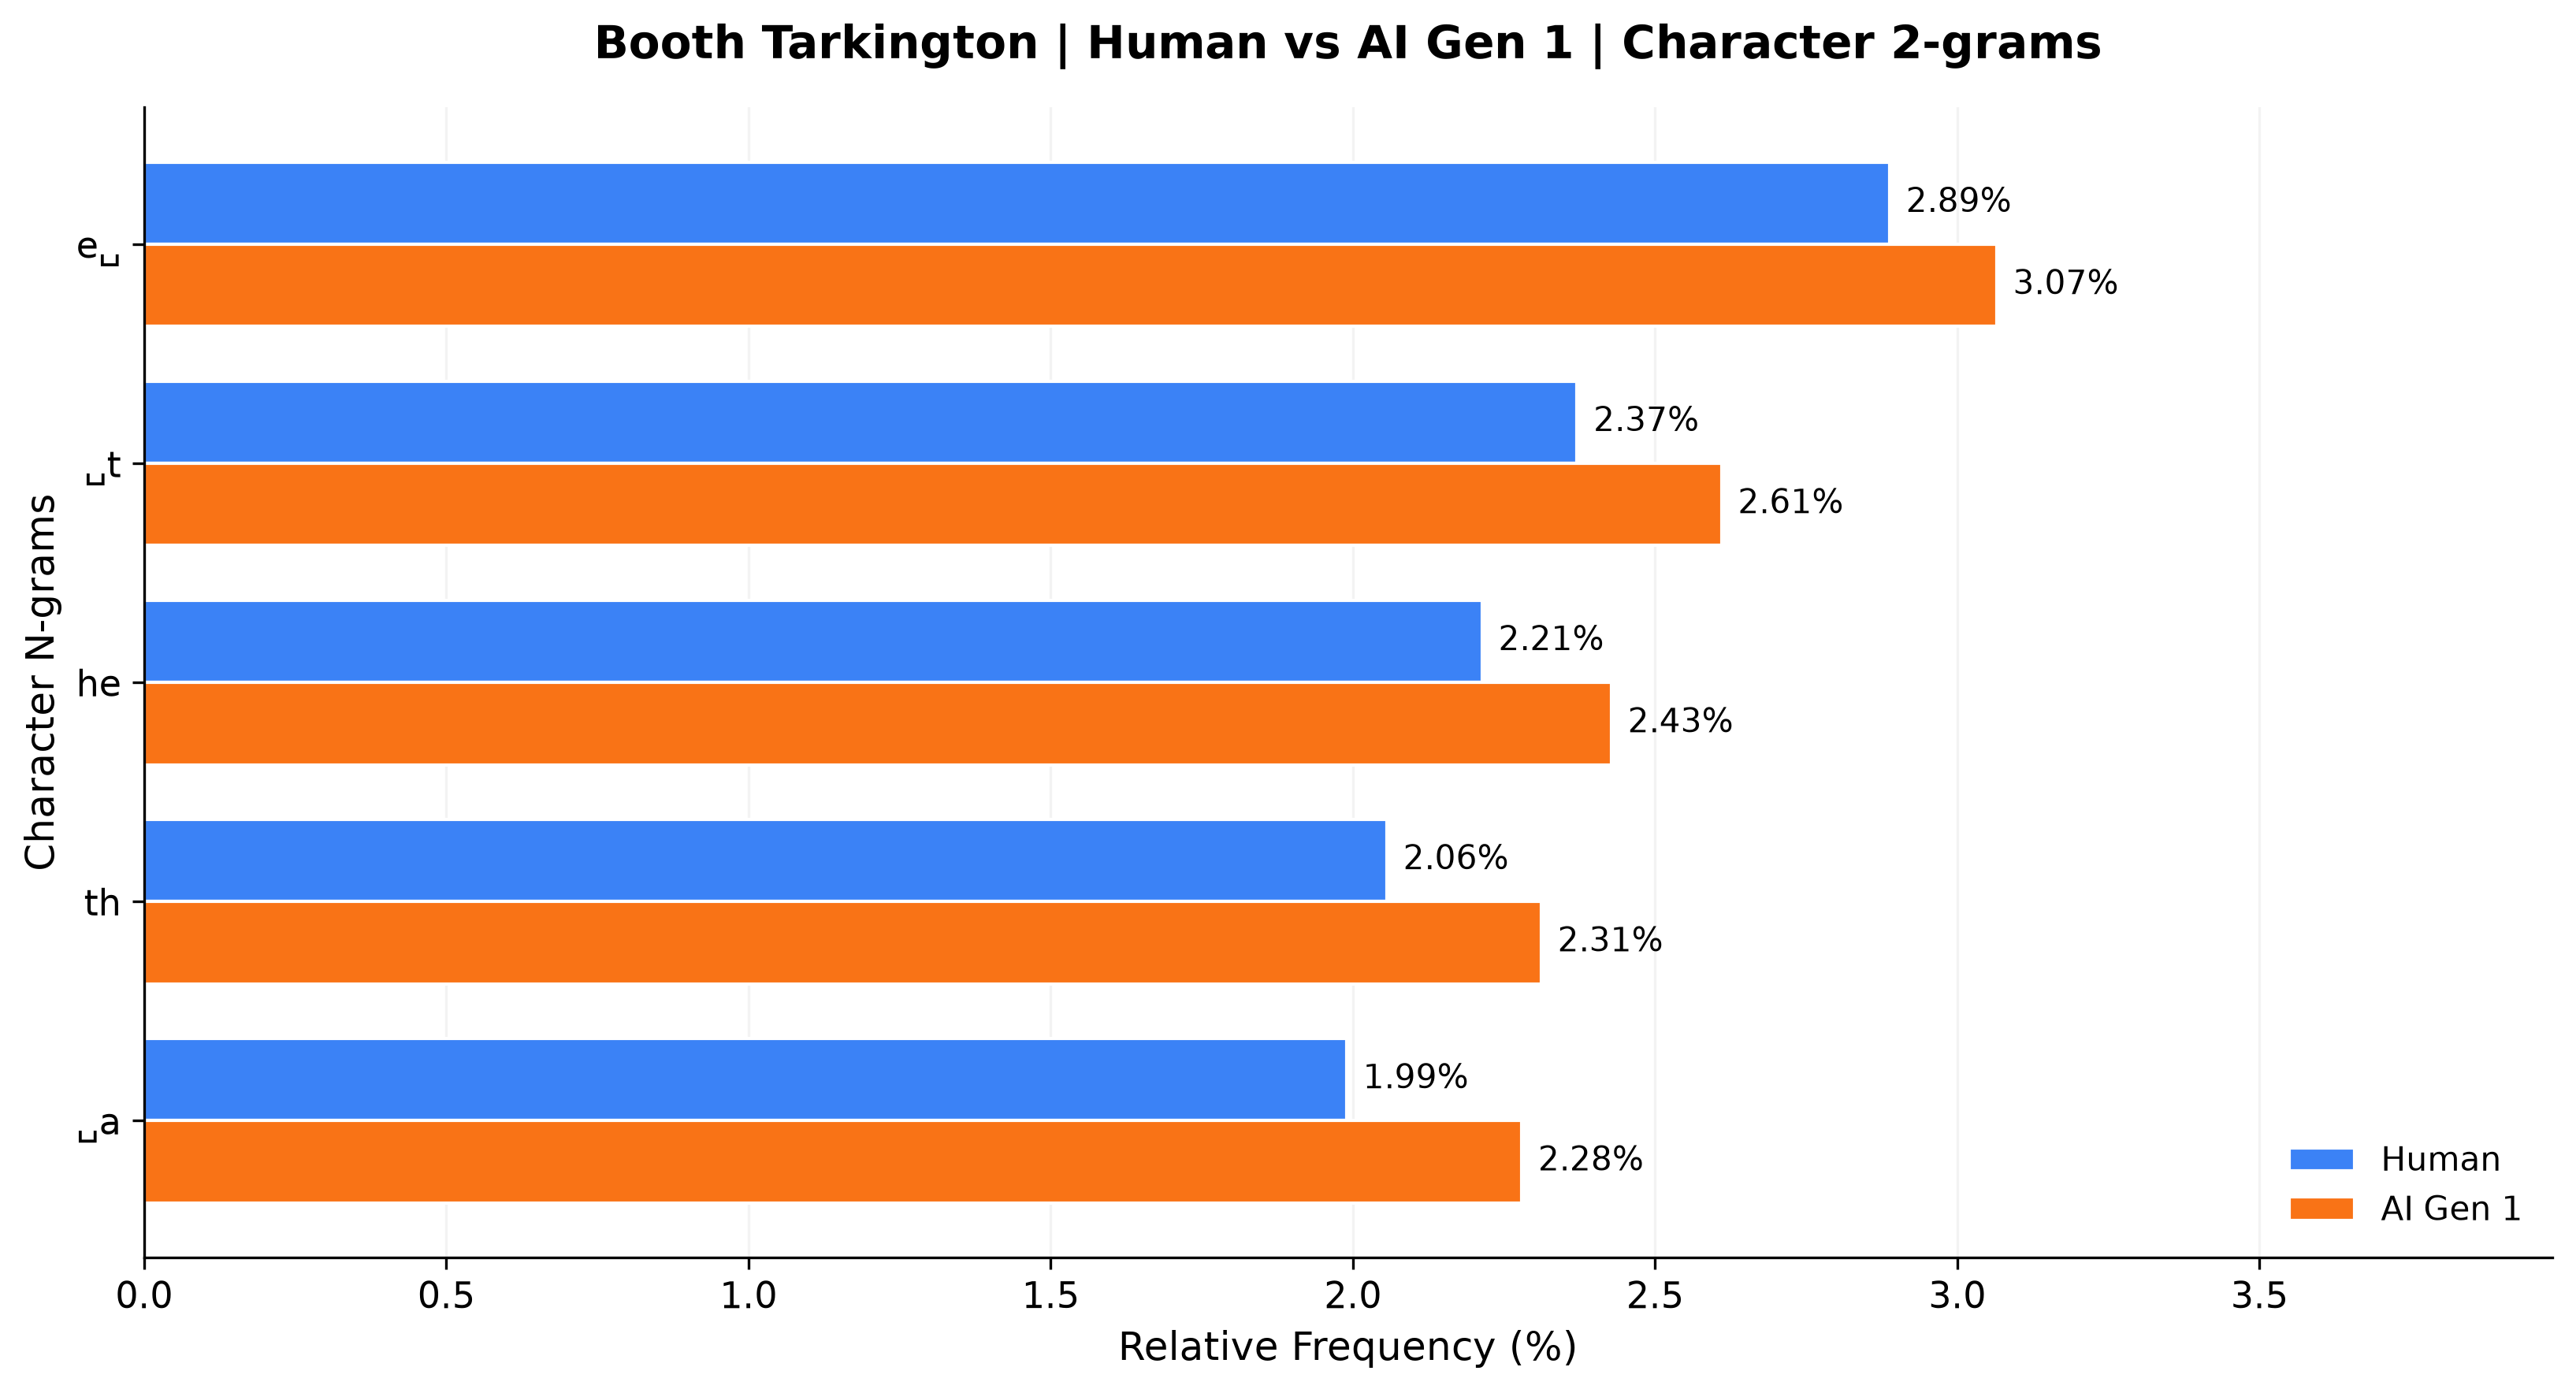 Booth Tarkington | Human vs AI Gen 1 | Character 2-grams
Character N-grams
e␣
2.89%
3.07%
␣t
2.37%
2.61%
he
2.21%
2.43%
th
2.06%
2.31%
␣a
1.99%
2.28%
Human
AI Gen 1
0.0 0.5 1.0 1.5 2.0 2.5 3.0 3.5
Relative Frequency (%)